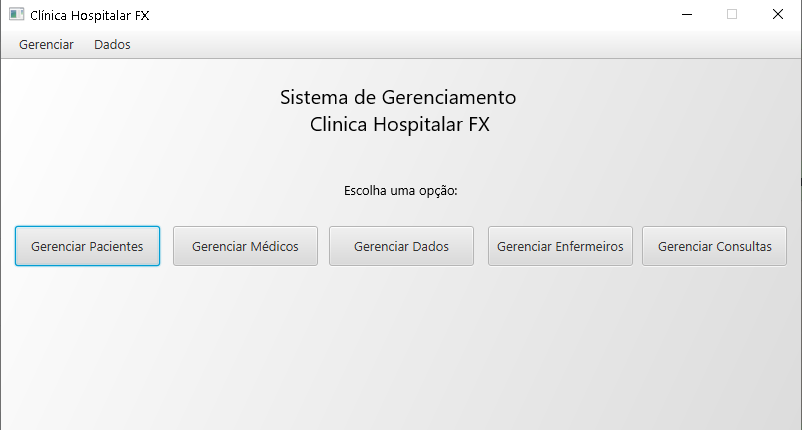 Clínica Hospitalar FX
Gerenciar Dados
Sistema de Gerenciamento
Clinica Hospitalar FX
Escolha uma opção:
Gerenciar Pacientes Gerenciar Médicos Gerenciar Dados Gerenciar Enfermeiros Gerenciar Consultas